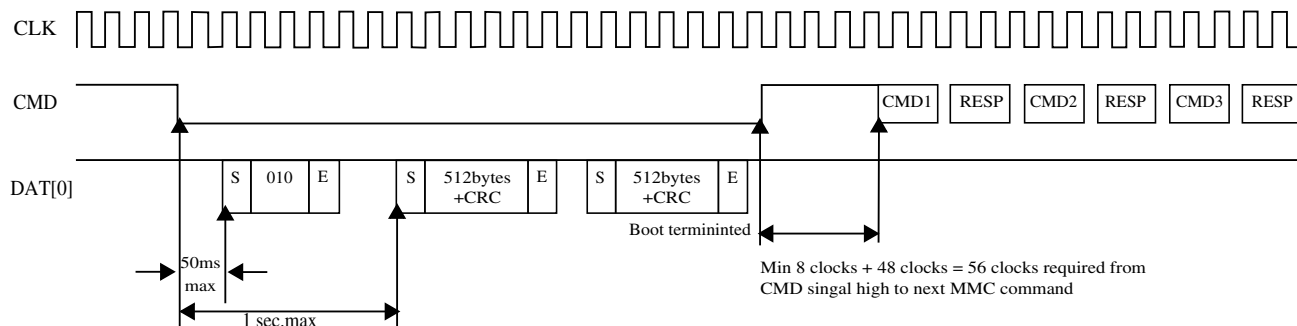 CLK
CMD
CMD1 RESP CMD2 RESP CMD3 RESP
DAT[0]
S 010 E S 512bytes +CRC E S 512bytes +CRC E
Boot termininted
50ms
max
1 sec.max
Min 8 clocks + 48 clocks = 56 clocks required from
CMD singal high to next MMC command